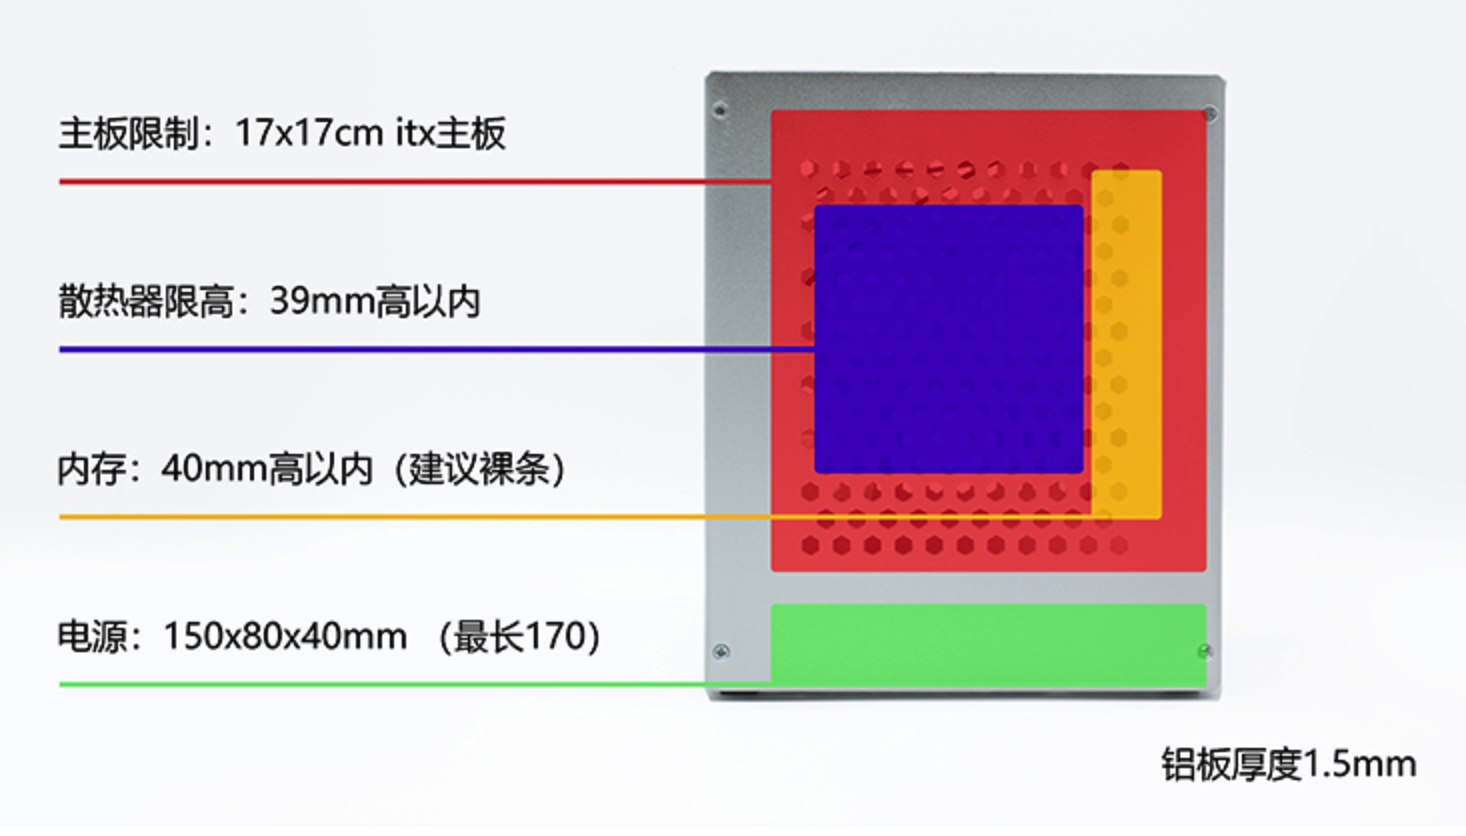 主板限制：17x17cm itx主板
散热器限高：39mm高以内
内存：40mm高以内（建议裸条）
电源：150x80x40mm （最长170）
铝板厚度1.5mm